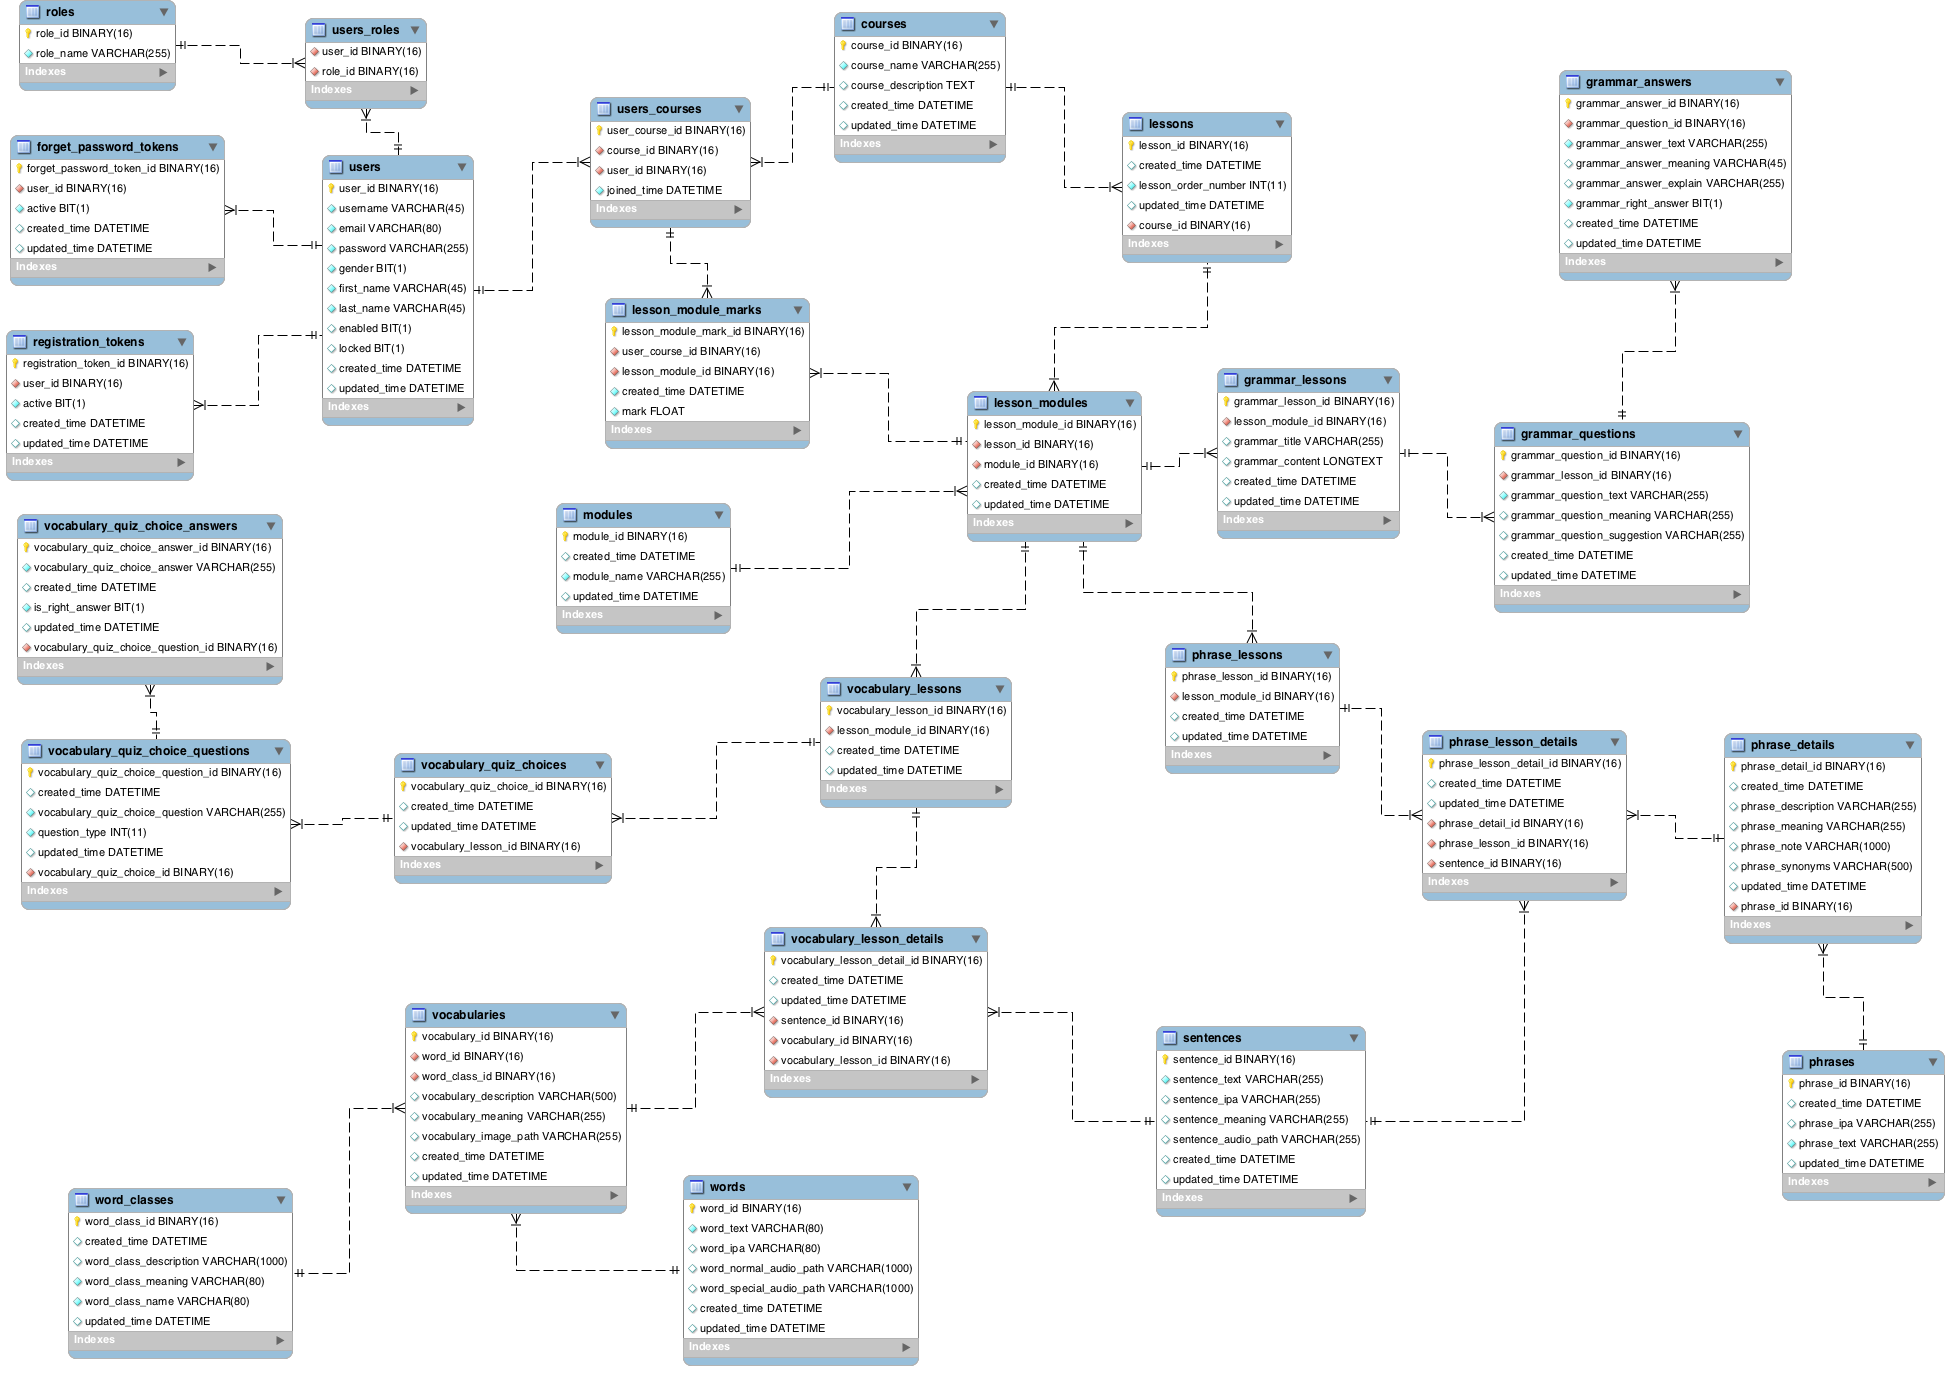 roles
role_id BINARY(16)
role_name VARCHAR(255)
Indexes
users_roles
user_id BINARY(16)
role_id BINARY(16)
Indexes
forget_password_tokens
forget_password_token_id BINARY(16)
user_id BINARY(16)
active BIT(1)
created_time DATETIME
updated_time DATETIME
Indexes
users
user_id BINARY(16)
username VARCHAR(45)
email VARCHAR(80)
password VARCHAR(255)
gender BIT(1)
first_name VARCHAR(45)
last_name VARCHAR(45)
enabled BIT(1)
locked BIT(1)
created_time DATETIME
updated_time DATETIME
Indexes
registration_tokens
registration_token_id BINARY(16)
user_id BINARY(16)
active BIT(1)
created_time DATETIME
updated_time DATETIME
Indexes
users_courses
user_course_id BINARY(16)
course_id BINARY(16)
user_id BINARY(16)
joined_time DATETIME
Indexes
courses
course_id BINARY(16)
course_name VARCHAR(255)
course_description TEXT
created_time DATETIME
updated_time DATETIME
Indexes
lessons
lesson_id BINARY(16)
created_time DATETIME
lesson_order_number INT(11)
updated_time DATETIME
course_id BINARY(16)
Indexes
grammar_answers
grammar_answer_id BINARY(16)
grammar_question_id BINARY(16)
grammar_answer_text VARCHAR(255)
grammar_answer_meaning VARCHAR(45)
grammar_answer_explain VARCHAR(255)
grammar_right_answer BIT(1)
created_time DATETIME
updated_time DATETIME
Indexes
lesson_module_marks
lesson_module_mark_id BINARY(16)
user_course_id BINARY(16)
lesson_module_id BINARY(16)
created_time DATETIME
mark FLOAT
Indexes
lesson_modules
lesson_module_id BINARY(16)
lesson_id BINARY(16)
module_id BINARY(16)
created_time DATETIME
updated_time DATETIME
Indexes
grammar_lessons
grammar_lesson_id BINARY(16)
lesson_module_id BINARY(16)
grammar_title VARCHAR(255)
grammar_content LONGTEXT
created_time DATETIME
updated_time DATETIME
Indexes
grammar_questions
grammar_question_id BINARY(16)
grammar_lesson_id BINARY(16)
grammar_question_text VARCHAR(255)
grammar_question_meaning VARCHAR(255)
grammar_question_suggestion VARCHAR(255)
created_time DATETIME
updated_time DATETIME
Indexes
modules
module_id BINARY(16)
created_time DATETIME
module_name VARCHAR(255)
updated_time DATETIME
Indexes
vocabulary_quiz_choice_answers
vocabulary_quiz_choice_answer_id BINARY(16)
vocabulary_quiz_choice_answer VARCHAR(255)
created_time DATETIME
is_right_answer BIT(1)
updated_time DATETIME
vocabulary_quiz_choice_question_id BINARY(16)
Indexes
vocabulary_quiz_choice_questions
vocabulary_quiz_choice_question_id BINARY(16)
created_time DATETIME
vocabulary_quiz_choice_question VARCHAR(255)
question_type INT(11)
updated_time DATETIME
vocabulary_quiz_choice_id BINARY(16)
Indexes
vocabulary_quiz_choices
vocabulary_quiz_choice_id BINARY(16)
created_time DATETIME
updated_time DATETIME
vocabulary_lesson_id BINARY(16)
Indexes
vocabulary_lessons
vocabulary_lesson_id BINARY(16)
lesson_module_id BINARY(16)
created_time DATETIME
updated_time DATETIME
Indexes
phrase_lessons
phrase_lesson_id BINARY(16)
lesson_module_id BINARY(16)
created_time DATETIME
updated_time DATETIME
Indexes
phrase_lesson_details
phrase_lesson_detail_id BINARY(16)
created_time DATETIME
updated_time DATETIME
phrase_detail_id BINARY(16)
phrase_lesson_id BINARY(16)
sentence_id BINARY(16)
Indexes
phrase_details
phrase_detail_id BINARY(16)
created_time DATETIME
phrase_description VARCHAR(255)
phrase_meaning VARCHAR(255)
phrase_note VARCHAR(1000)
phrase_synonyms VARCHAR(500)
updated_time DATETIME
phrase_id BINARY(16)
Indexes
vocabulary_lesson_details
vocabulary_lesson_detail_id BINARY(16)
created_time DATETIME
updated_time DATETIME
sentence_id BINARY(16)
vocabulary_id BINARY(16)
vocabulary_lesson_id BINARY(16)
Indexes
vocabularies
vocabulary_id BINARY(16)
word_id BINARY(16)
word_class_id BINARY(16)
vocabulary_description VARCHAR(500)
vocabulary_meaning VARCHAR(255)
vocabulary_image_path VARCHAR(255)
created_time DATETIME
updated_time DATETIME
Indexes
sentences
sentence_id BINARY(16)
sentence_text VARCHAR(255)
sentence_ipa VARCHAR(255)
sentence_meaning VARCHAR(255)
sentence_audio_path VARCHAR(255)
created_time DATETIME
updated_time DATETIME
Indexes
phrases
phrase_id BINARY(16)
created_time DATETIME
phrase_ipa VARCHAR(255)
phrase_text VARCHAR(255)
updated_time DATETIME
Indexes
word_classes
word_class_id BINARY(16)
created_time DATETIME
word_class_description VARCHAR(1000)
word_class_meaning VARCHAR(80)
word_class_name VARCHAR(80)
updated_time DATETIME
Indexes
words
word_id BINARY(16)
word_text VARCHAR(80)
word_ipa VARCHAR(80)
word_normal_audio_path VARCHAR(1000)
word_special_audio_path VARCHAR(1000)
created_time DATETIME
updated_time DATETIME
Indexes